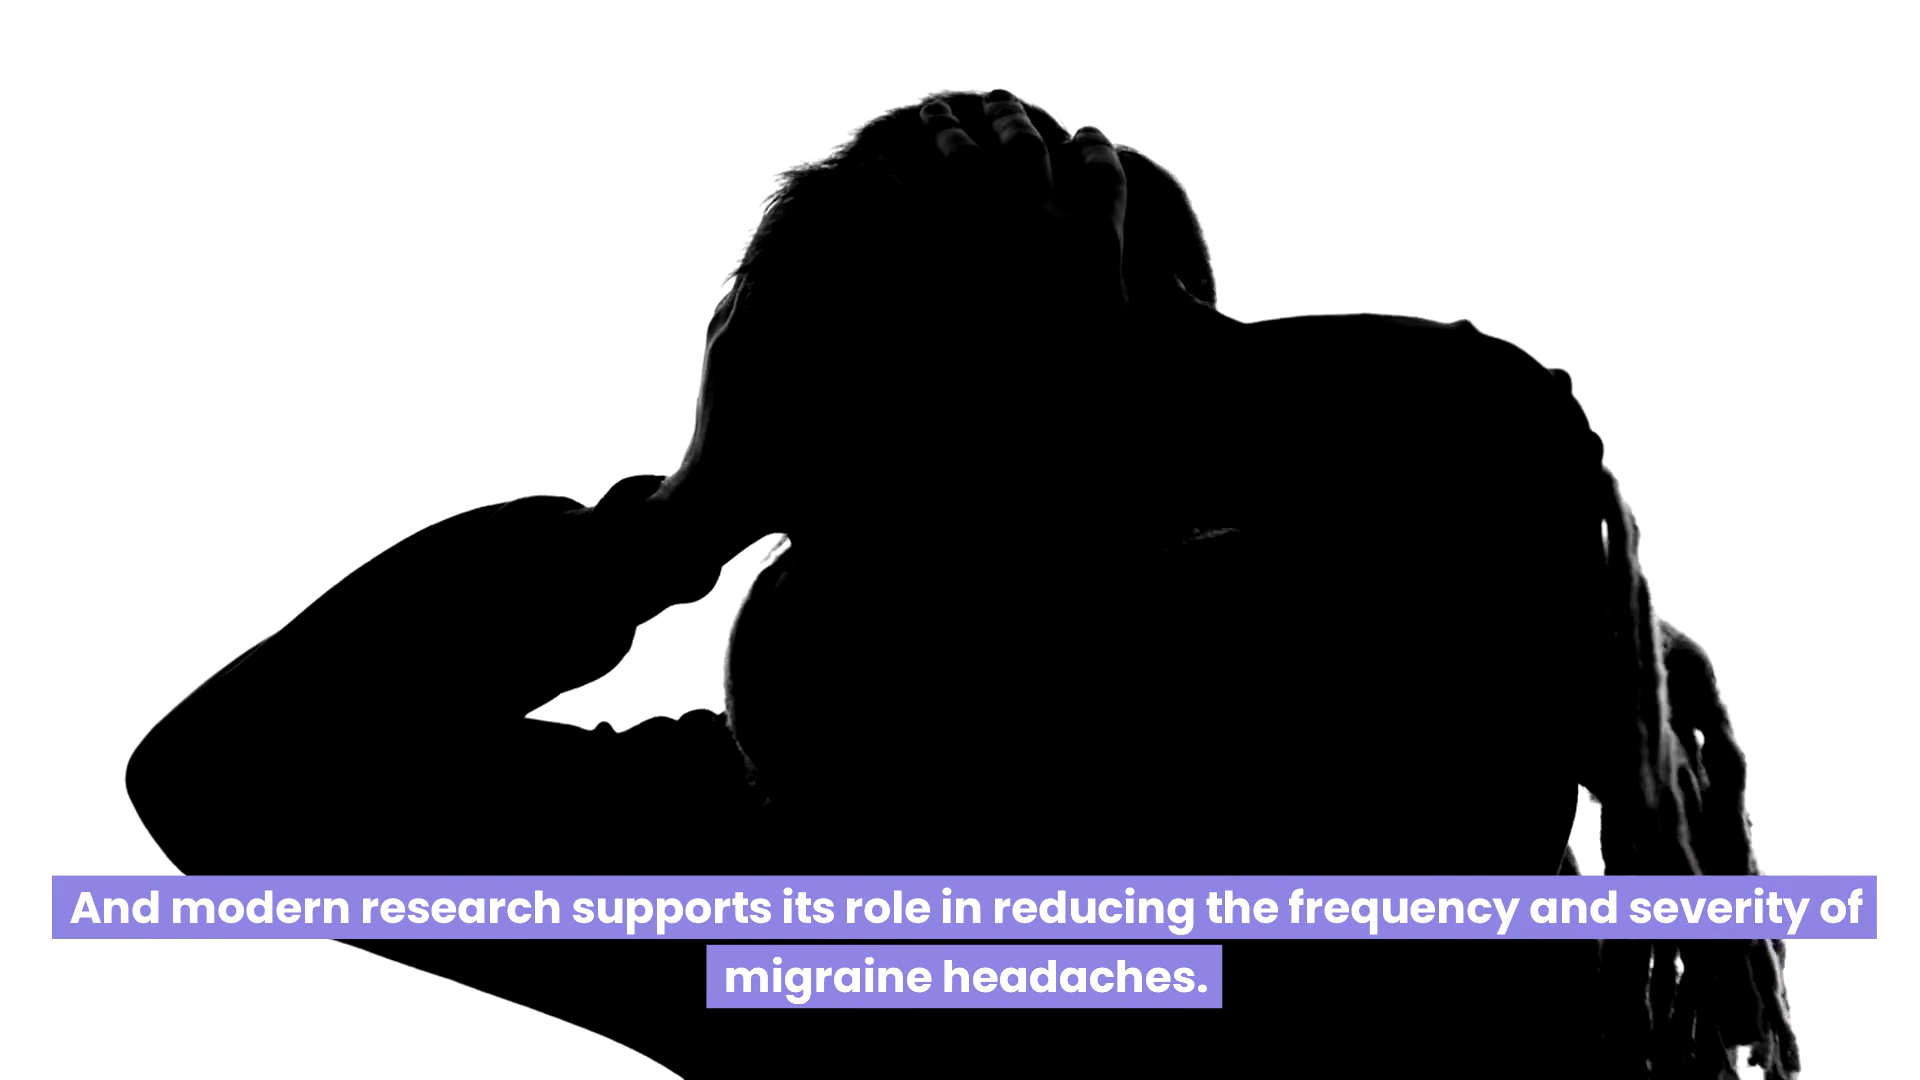 And modern research supports its role in reducing the frequency and severity of
migraine headaches.